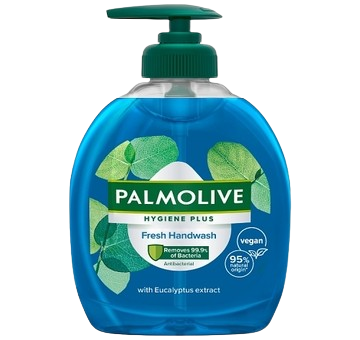 PALMOLIVE
HYGIENE PLUS
Fresh Handwash
Removes 99.9%
of Bacteria
Antibacterial
vegan
95%
natural
origin*
with Eucalyptus extract